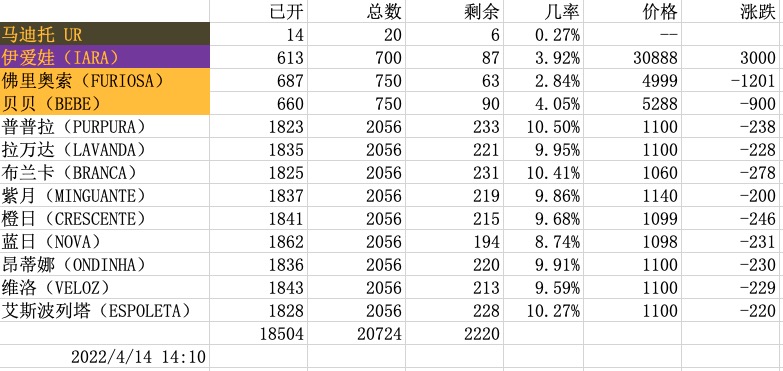 已开 总数 剩余 几率 价格 涨跌
马迪托 UR 14 20 6 0.27% --
伊爱娃（IARA） 613 700 87 3.92% 30888 3000
佛里奥索（FURIOSA） 687 750 63 2.84% 4999 -1201
贝贝（BEBE） 660 750 90 4.05% 5288 -900
普普拉（PURPURA） 1823 2056 233 10.50% 1100 -238
拉万达（LAVANDA） 1835 2056 221 9.95% 1100 -228
布兰卡（BRANCA） 1825 2056 231 10.41% 1060 -278
紫月（MINGUANTE） 1837 2056 219 9.86% 1140 -200
橙日（CRESCENTE） 1841 2056 215 9.68% 1099 -246
蓝日（NOVA） 1862 2056 194 8.74% 1098 -231
昂蒂娜（ONDINHA） 1836 2056 220 9.91% 1100 -230
维洛（VELOZ） 1843 2056 213 9.59% 1100 -229
艾斯波列塔（ESPOLETA） 1828 2056 228 10.27% 1100 -220
18504 20724 2220
2022/4/14 14:10